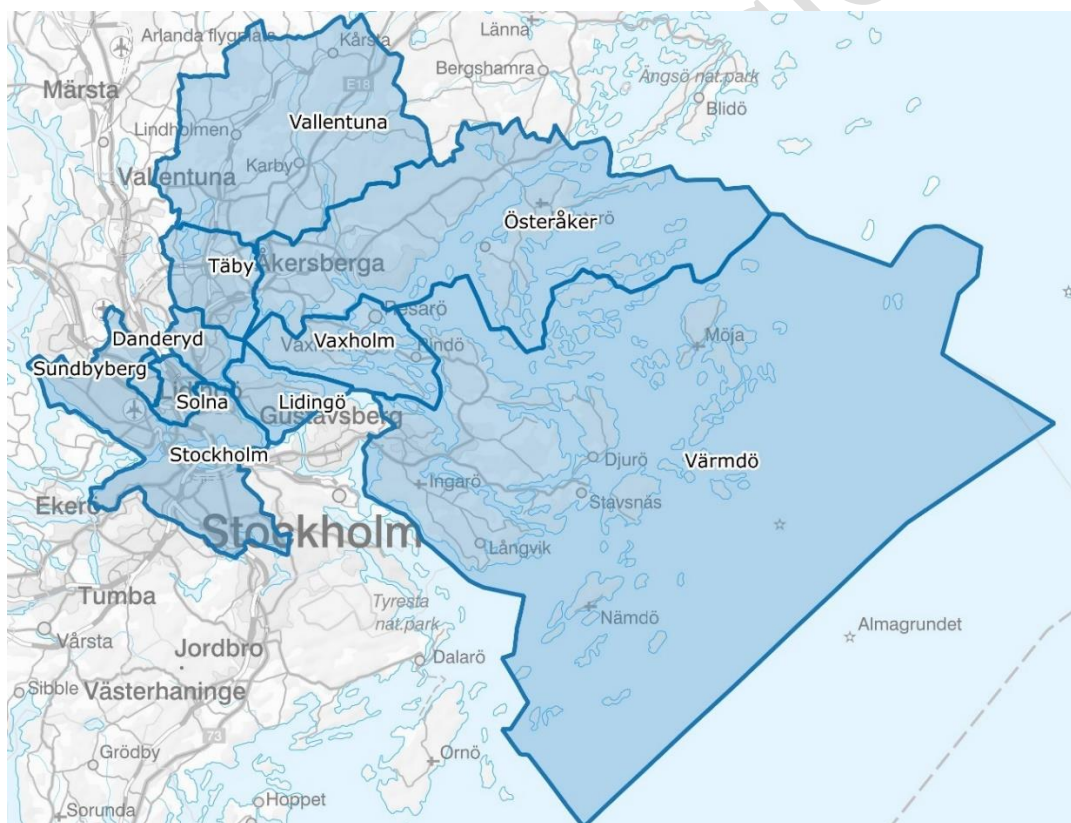 Arlanda flygplats
Kårsta
Länna
Bergshamra
Ängsö nat.park
Blidö
Märsta
E18
Lindholmen
Vallentuna
Karby
Vallentuna
Österåker
Täby
Åkersberga
Resarö
Vaxholm
Rindö
Möja
Danderyd
Sundbyberg
Solna
Lidingö
Gustavsberg
Stockholm
Värmdö
Djurö
Ingarö
Stavsnäs
Ekerö
Stockholm
Långvik
Tumba
Tyresta
nat.park
Nämdö
Almagrundet
Vårsta
Jordbro
Dalarö
Sibble
Västerhaninge
73
Grödby
Ornö
Hoppet
Sorunda